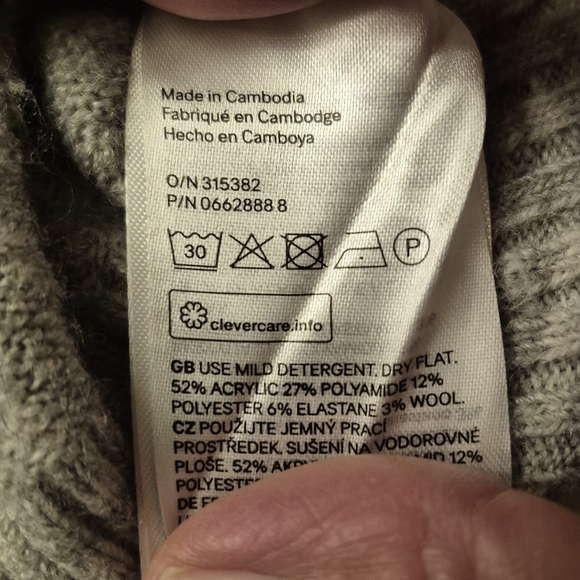 Made in Cambodia
Fabriqué en Cambodge
Hecho en Camboya
O/N 315382
P/N 0662888 8
30 P
clevercare.info
GB USE MILD DETERGENT. DRY FLAT.
52% ACRYLIC 27% POLYAMIDE 12%
POLYESTER 6% ELASTANE 3% WOOL.
CZ POUŽIJTE JEMNÝ PRACÍ
PROSTŘEDEK. SUŠENÍ NA VODOROVNÉ
PLOŠE. 52% 12%
DE